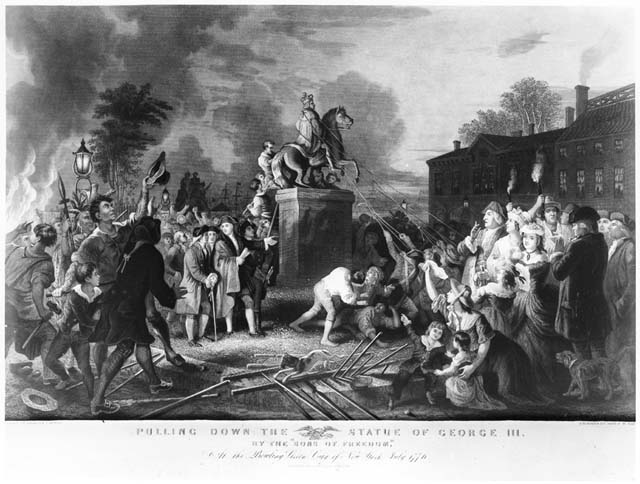 PULLING DOWN THE STATUE OF GEORGE III.
BY THE "SONS OF FREEDOM,"
At the Bowling Green City of New York July 1776